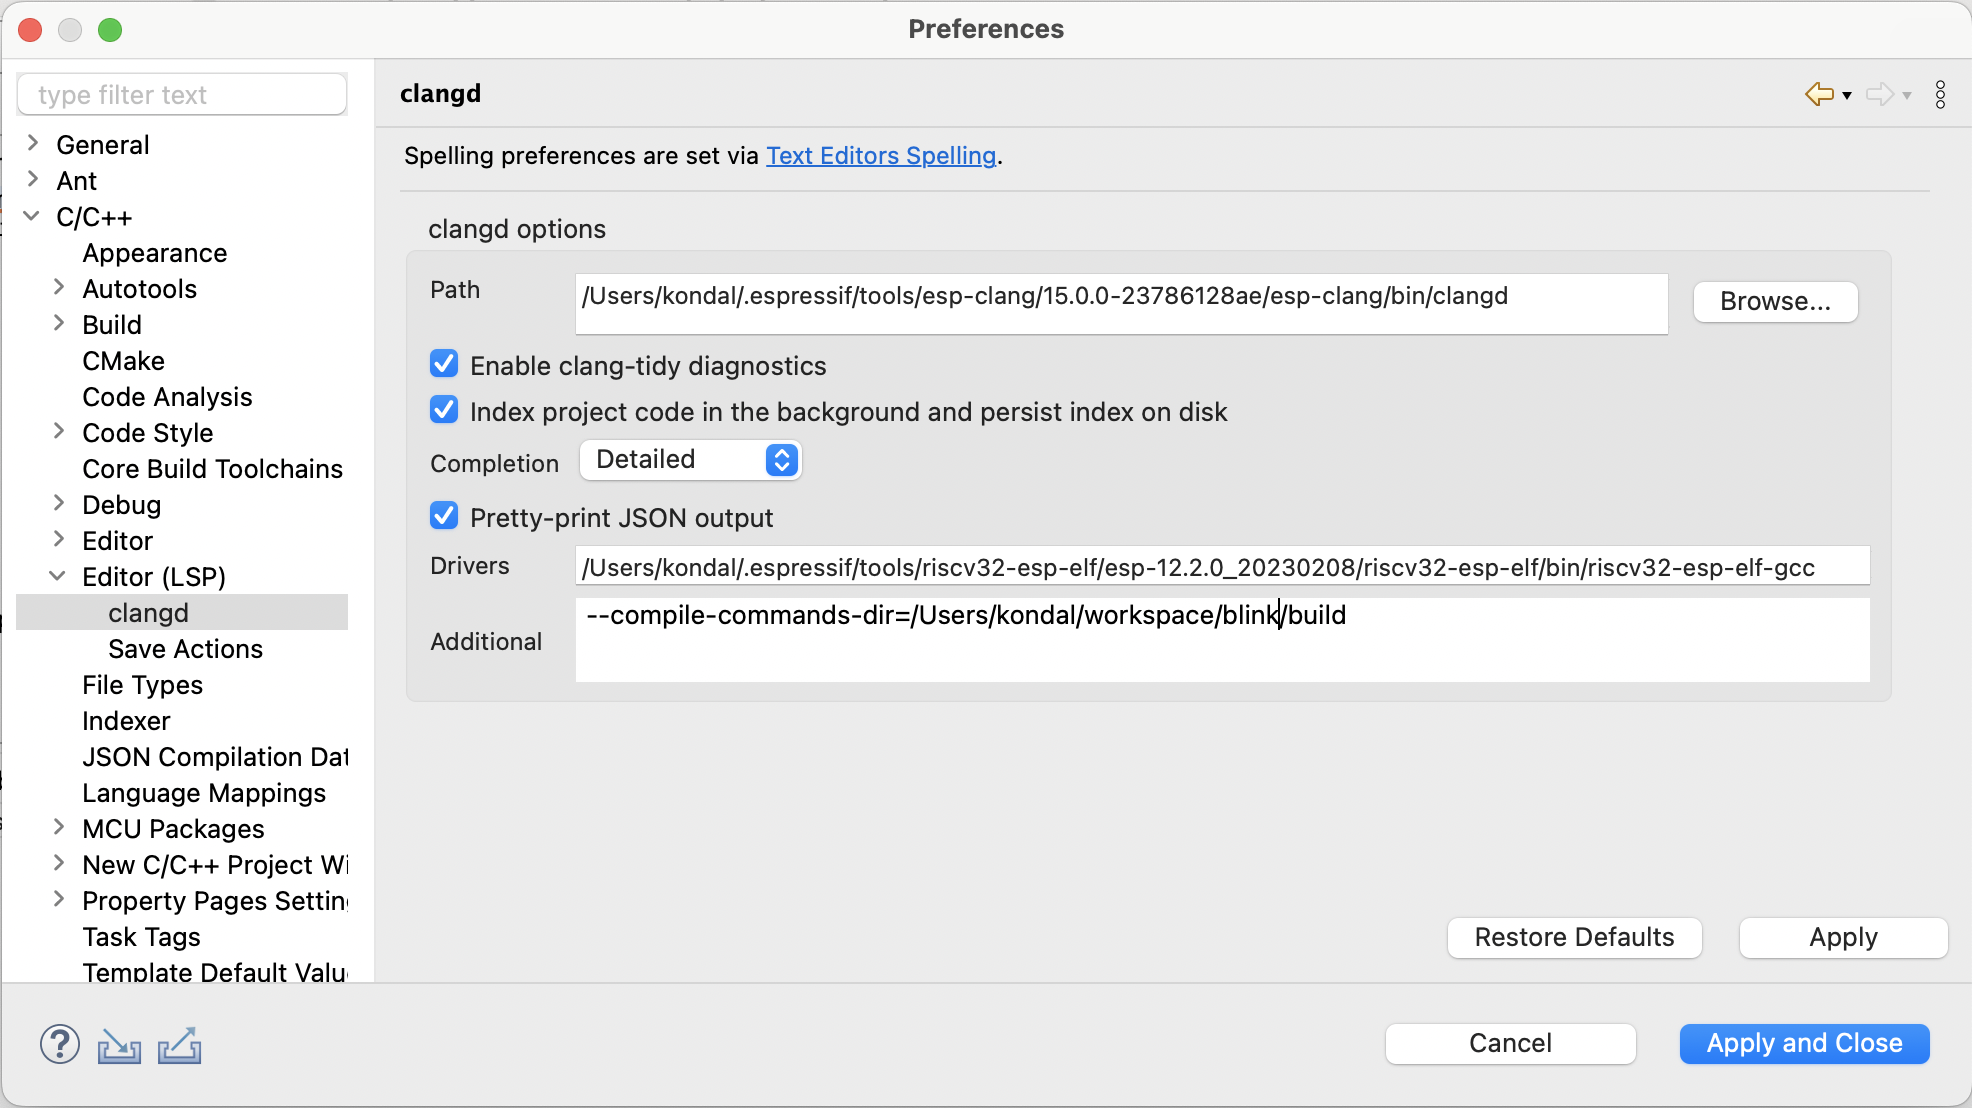 Preferences
type filter text
General
Ant
C/C++
Appearance
Autotools
Build
CMake
Code Analysis
Code Style
Core Build Toolchains
Debug
Editor
Editor (LSP)
clangd
Save Actions
File Types
Indexer
JSON Compilation Dat
Language Mappings
MCU Packages
New C/C++ Project Wi
Property Pages Setting
Task Tags
Template Default Value
clangd
Spelling preferences are set via Text Editors Spelling.
clangd options
Path
/Users/kondal/.espressif/tools/esp-clang/15.0.0-23786128ae/esp-clang/bin/clangd
Browse...
Enable clang-tidy diagnostics
Index project code in the background and persist index on disk
Completion
Detailed
Pretty-print JSON output
Drivers
/Users/kondal/.espressif/tools/riscv32-esp-elf/esp-12.2.0_20230208/riscv32-esp-elf/bin/riscv32-esp-elf-gcc
Additional
--compile-commands-dir=/Users/kondal/workspace/blink/build
Restore Defaults
Apply
?
Cancel
Apply and Close